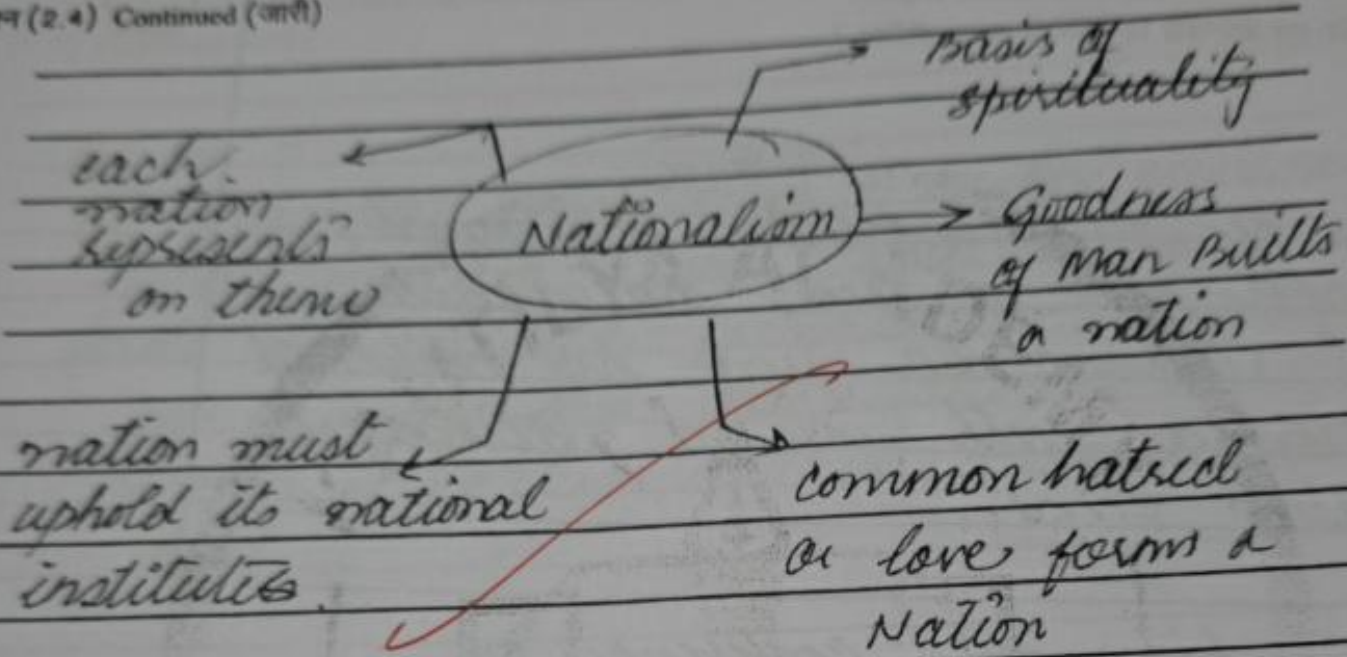 (2.4) Continued (जारी)
Basis of
spirituality
each
nation
represents
on theme
Nationalism
Goodness
of Man Builts
a nation
nation must
uphold its national
institutes.
common hatred
or love forms a
Nation